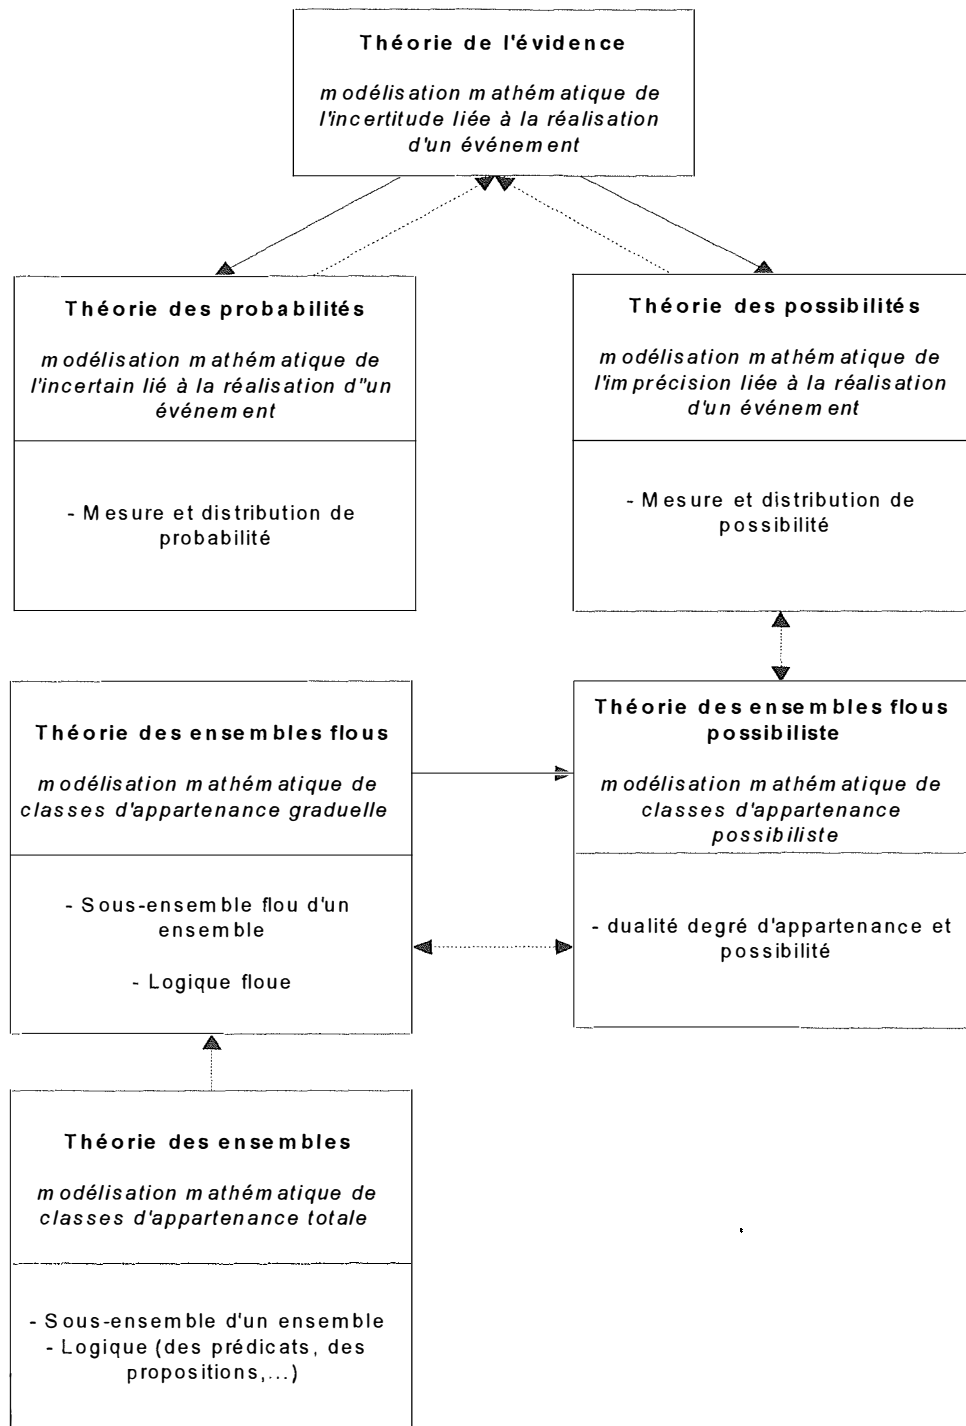 Théorie de l'évidence
modélisation mathématique de
l'incertitude liée à la réalisation
d'un événement
Théorie des probabilités
modélisation mathématique de
l'incertain lié à la réalisation d"un
événement
- Mesure et distribution de
probabilité
Théorie des possibilités
modélisation mathématique de
l'imprécision liée à la réalisation
d'un événement
- Mesure et distribution de
possibilité
Théorie des ensembles flous
modélisation mathématique de
classes d'appartenance graduelle
- Sous-ensemble flou d'un
ensemble
- Logique floue
Théorie des ensembles flous
possibiliste
modélisation mathématique de
classes d'appartenance
possibiliste
- dualité degré d'appartenance et
possibilité
Théorie des ensembles
modélisation mathématique de
classes d'appartenance totale
- Sous-ensemble d'un ensemble
- Logique (des prédicats, des
propositions,...)